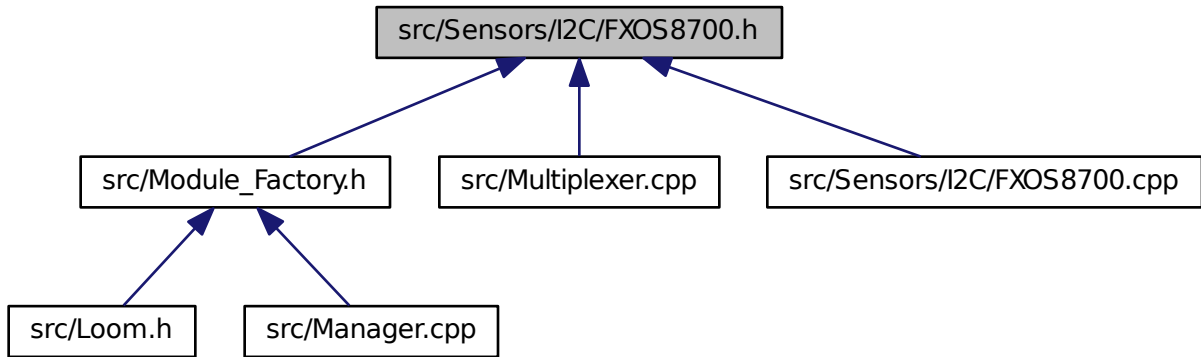 src/Sensors/I2C/FXOS8700.h
src/Module_Factory.h
src/Multiplexer.cpp
src/Sensors/I2C/FXOS8700.cpp
src/Loom.h
src/Manager.cpp